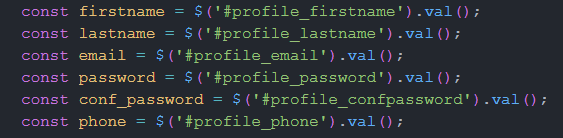 const firstname = $('#profile_firstname').val();
const lastname = $('#profile_lastname').val();
const email = $('#profile_email').val();
const password = $('#profile_password').val();
const conf_password = $('#profile_confpassword').val();
const phone = $('#profile_phone').val();